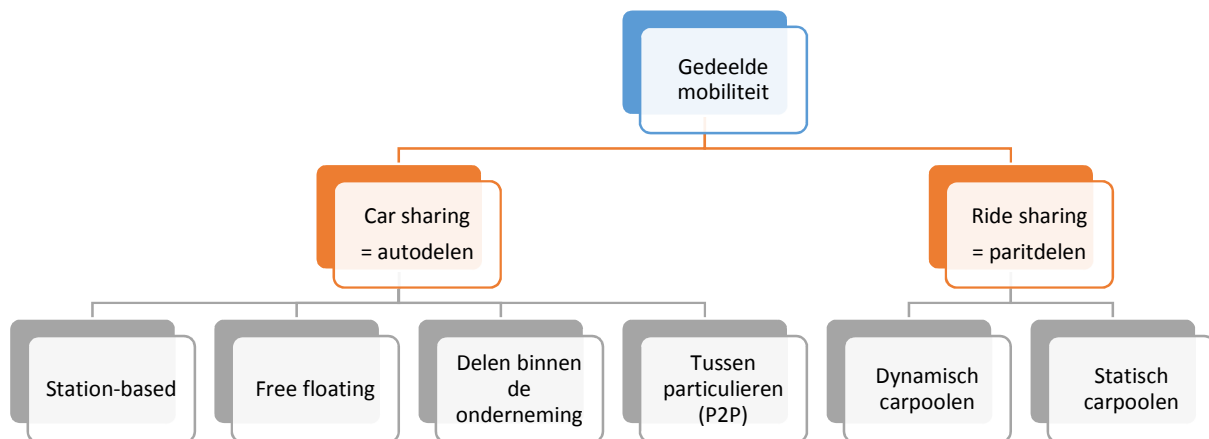 Gedeelde
mobiliteit
Car sharing
= autodelen
Ride sharing
= paritdelen
Station-based
Free floating
Delen binnen
de
onderneming
Tussen
particulieren
(P2P)
Dynamisch
carpoolen
Statisch
carpoolen